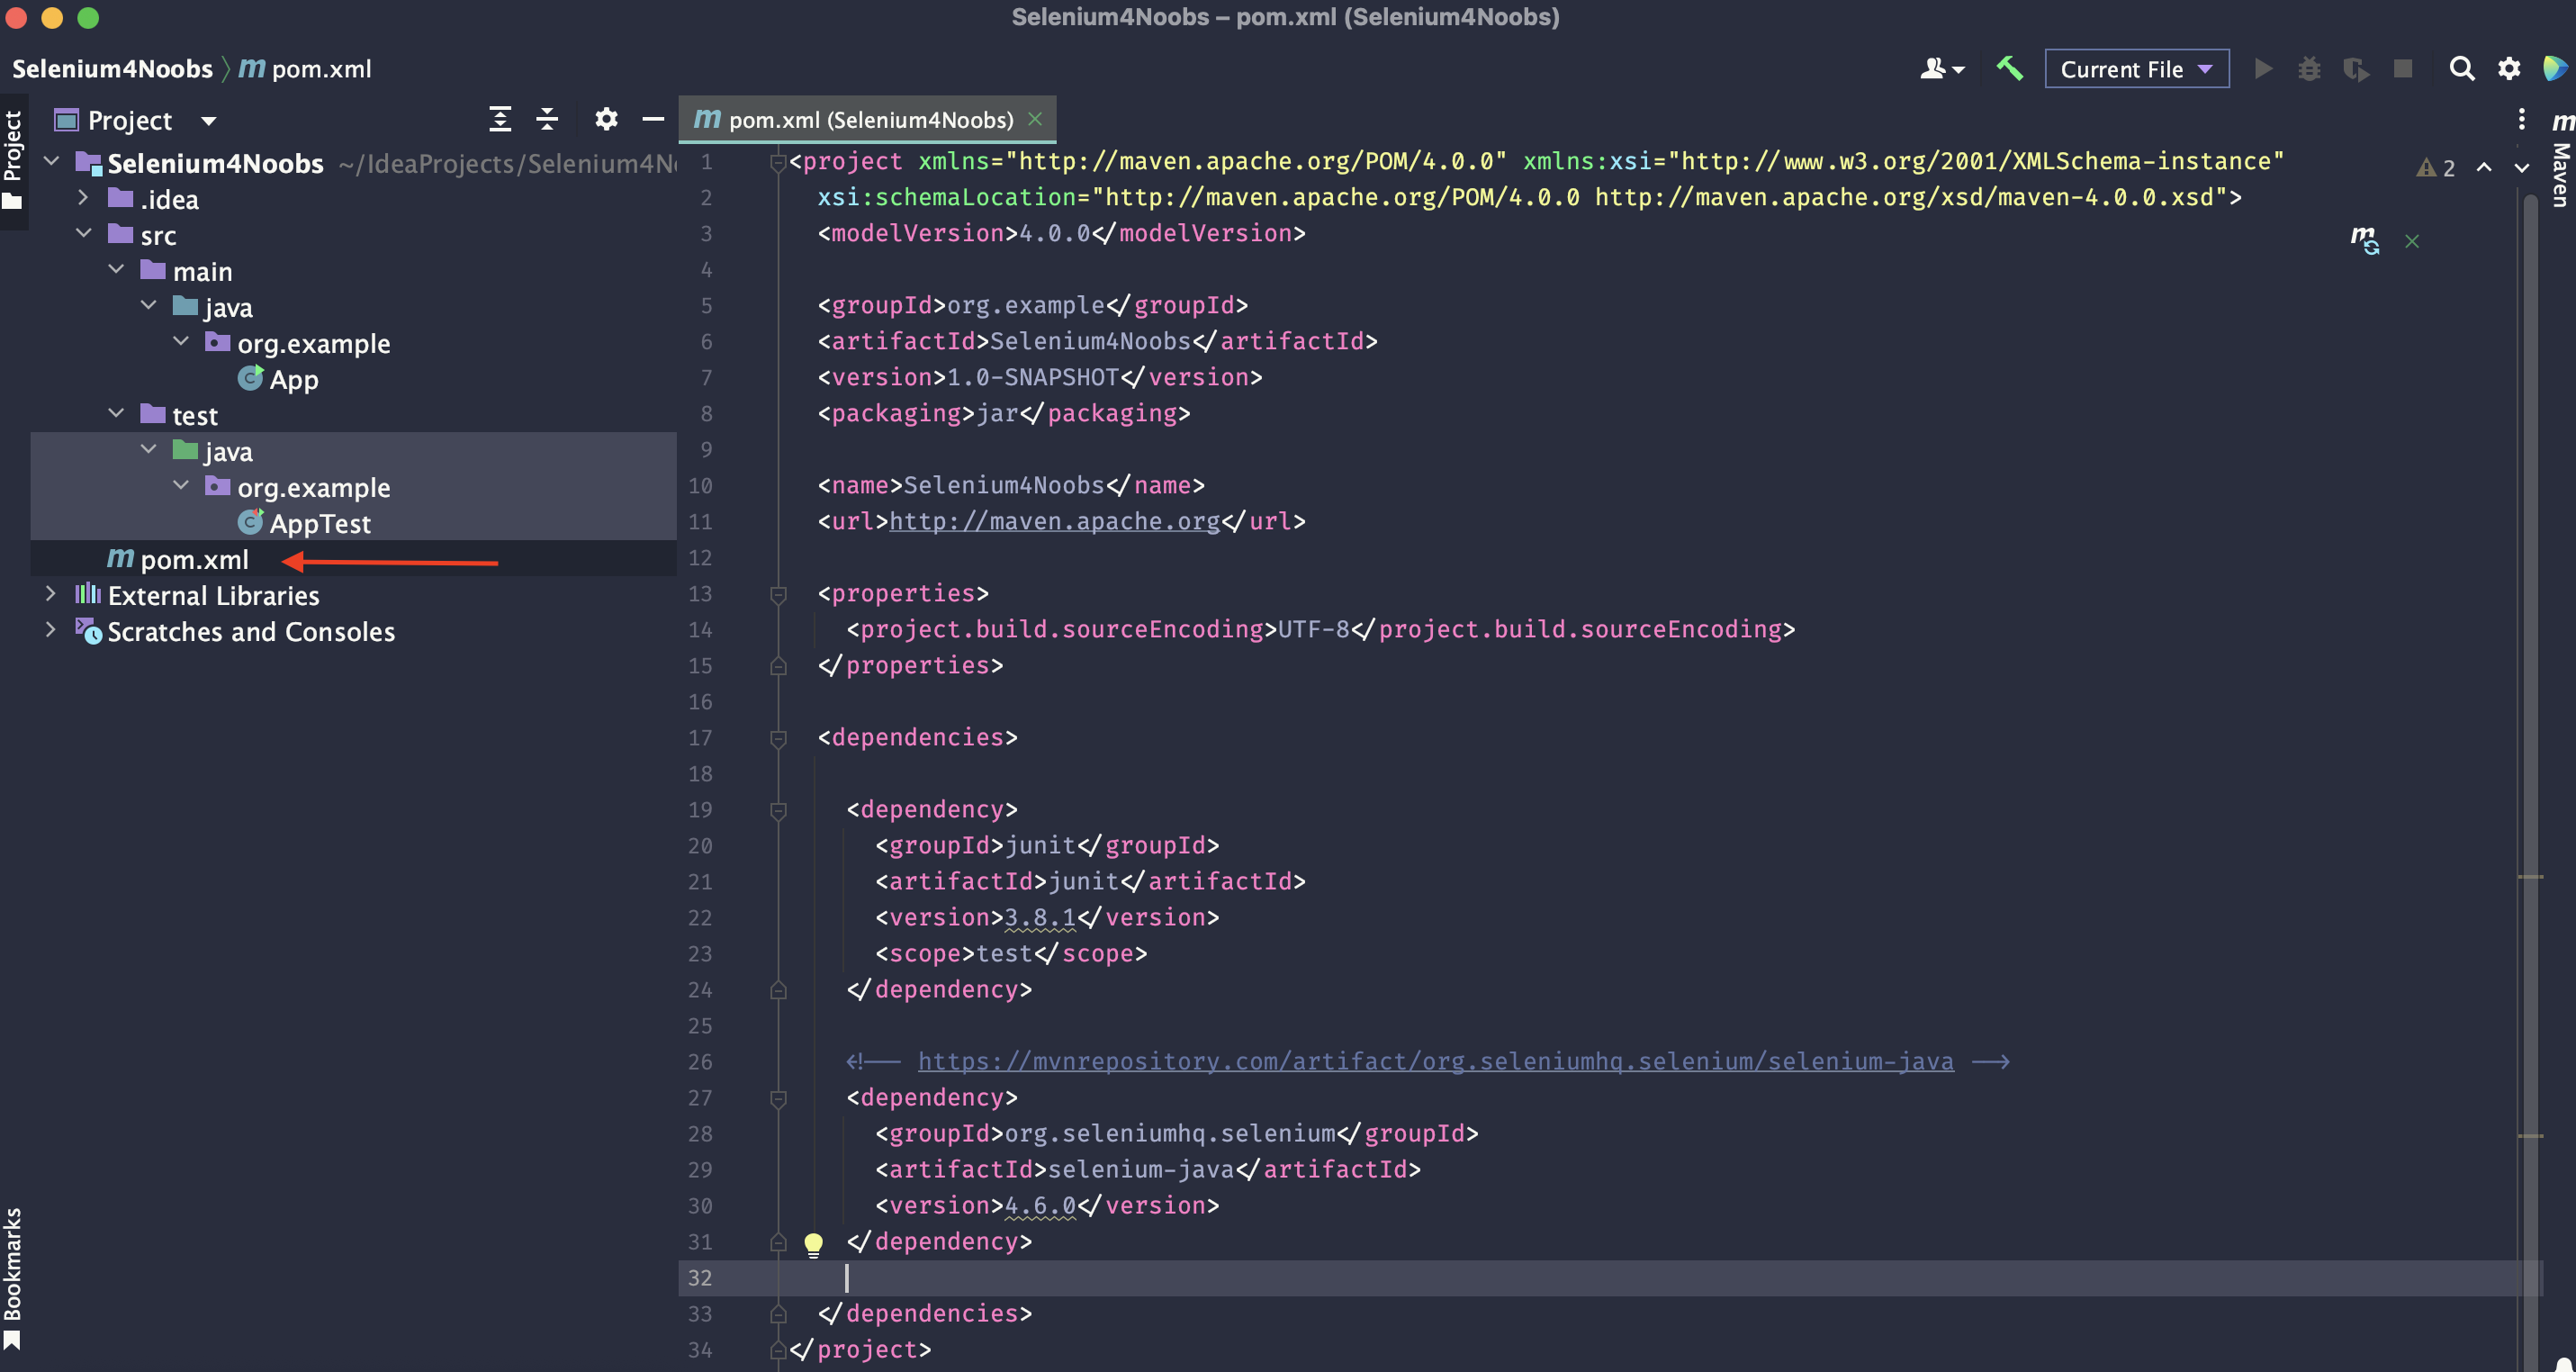 Selenium4Noobs – pom.xml (Selenium4Noobs)
Selenium4Noobs 〉 m pom.xml
Current File
Project
Project
Selenium4Noobs ~/IdeaProjects/Selenium4N
.idea
src
main
java
org.example
App
test
java
org.example
AppTest
m pom.xml
External Libraries
Scratches and Consoles
Bookmarks
m pom.xml (Selenium4Noobs)
1 <project xmlns="http://maven.apache.org/POM/4.0.0" xmlns:xsi="http://www.w3.org/2001/XMLSchema-instance"
2 xsi:schemaLocation="http://maven.apache.org/POM/4.0.0 http://maven.apache.org/xsd/maven-4.0.0.xsd">
3 <modelVersion>4.0.0</modelVersion>
4
5 <groupId>org.example</groupId>
6 <artifactId>Selenium4Noobs</artifactId>
7 <version>1.0-SNAPSHOT</version>
8 <packaging>jar</packaging>
9
10 <name>Selenium4Noobs</name>
11 <url>http://maven.apache.org</url>
12
13 <properties>
14 <project.build.sourceEncoding>UTF-8</project.build.sourceEncoding>
15 </properties>
16
17 <dependencies>
18
19 <dependency>
20 <groupId>junit</groupId>
21 <artifactId>junit</artifactId>
22 <version>3.8.1</version>
23 <scope>test</scope>
24 </dependency>
25
26 <!-- https://mvnrepository.com/artifact/org.seleniumhq.selenium/selenium-java -->
27 <dependency>
28 <groupId>org.seleniumhq.selenium</groupId>
29 <artifactId>selenium-java</artifactId>
30 <version>4.6.0</version>
31 </dependency>
32
33 </dependencies>
34 </project>
2
m
m Maven